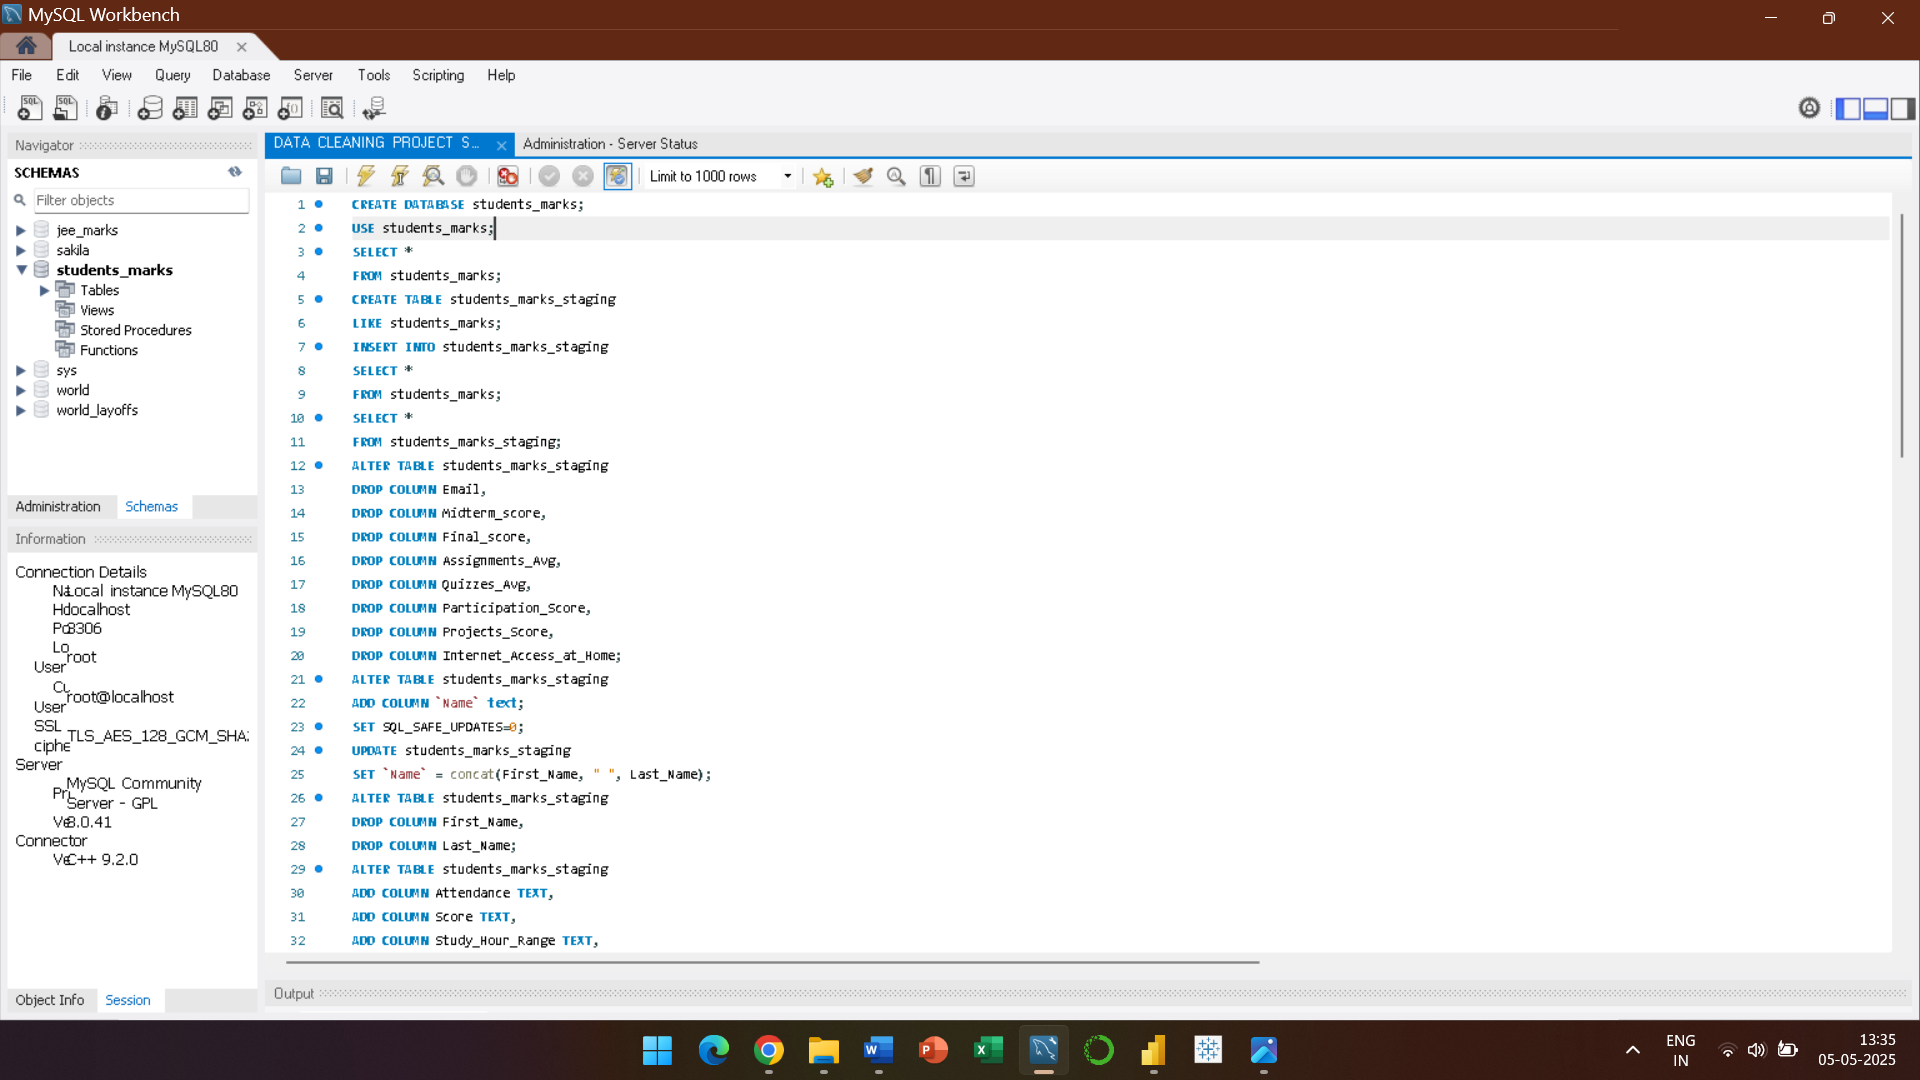 MySQL Workbench
Local instance MySQL80
File Edit View Query Database Server Tools Scripting Help
Navigator
SCHEMAS
Filter objects
jee_marks
sakila
students_marks
Tables
Views
Stored Procedures
Functions
sys
world
world_layoffs
Administration Schemas
Information
Connection Details
Local instance MySQL80
localhost
3306
root
User
root@localhost
User
SSL
TLS_AES_128_GCM_SHA
ciphe
Server
MySQL Community
Server - GPL
8.0.41
Connector
C++ 9.2.0
Object Info Session
DATA CLEANING PROJECT S... Administration - Server Status
Limit to 1000 rows
1 CREATE DATABASE students_marks;
2 USE students_marks;
3 SELECT *
4 FROM students_marks;
5 CREATE TABLE students_marks_staging
6 LIKE students_marks;
7 INSERT INTO students_marks_staging
8 SELECT *
9 FROM students_marks;
10 SELECT *
11 FROM students_marks_staging;
12 ALTER TABLE students_marks_staging
13 DROP COLUMN Email,
14 DROP COLUMN Midterm_score,
15 DROP COLUMN Final_score,
16 DROP COLUMN Assignments_Avg,
17 DROP COLUMN Quizzes_Avg,
18 DROP COLUMN Participation_Score,
19 DROP COLUMN Projects_Score,
20 DROP COLUMN Internet_Access_at_Home;
21 ALTER TABLE students_marks_staging
22 ADD COLUMN `Name` text;
23 SET SQL_SAFE_UPDATES=0;
24 UPDATE students_marks_staging
25 SET `Name` = concat(First_Name, " ", Last_Name);
26 ALTER TABLE students_marks_staging
27 DROP COLUMN First_Name,
28 DROP COLUMN Last_Name;
29 ALTER TABLE students_marks_staging
30 ADD COLUMN Attendance TEXT,
31 ADD COLUMN Score TEXT,
32 ADD COLUMN Study_Hour_Range TEXT,
Output
ENG
IN
13:35
05-05-2025